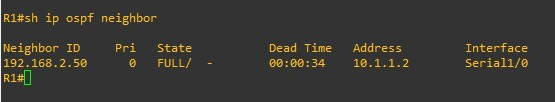 R1#sh ip ospf neighbor
Neighbor ID     Pri   State           Dead Time   Address         Interface
192.168.2.50      0   FULL/  -        00:00:34    10.1.1.2        Serial1/0
R1#